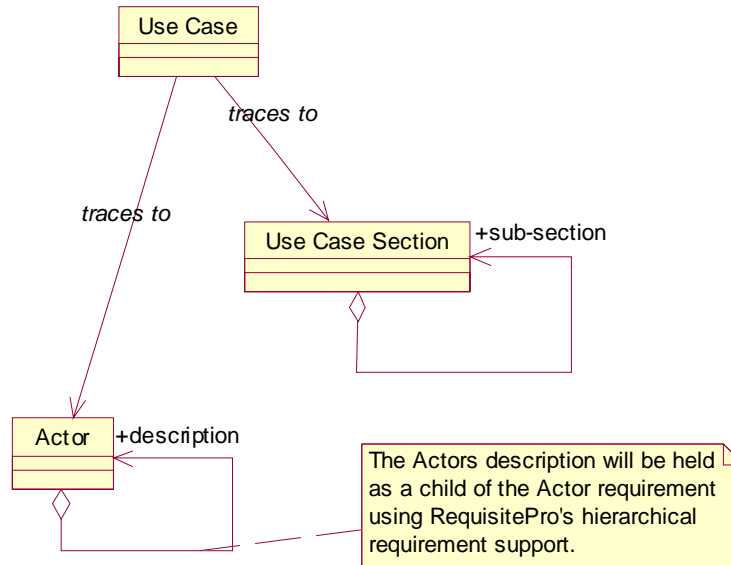 Use Case
traces to
traces to
Use Case Section
+sub-section
Actor
+description
The Actors description will be held
as a child of the Actor requirement
using RequisitePro's hierarchical
requirement support.